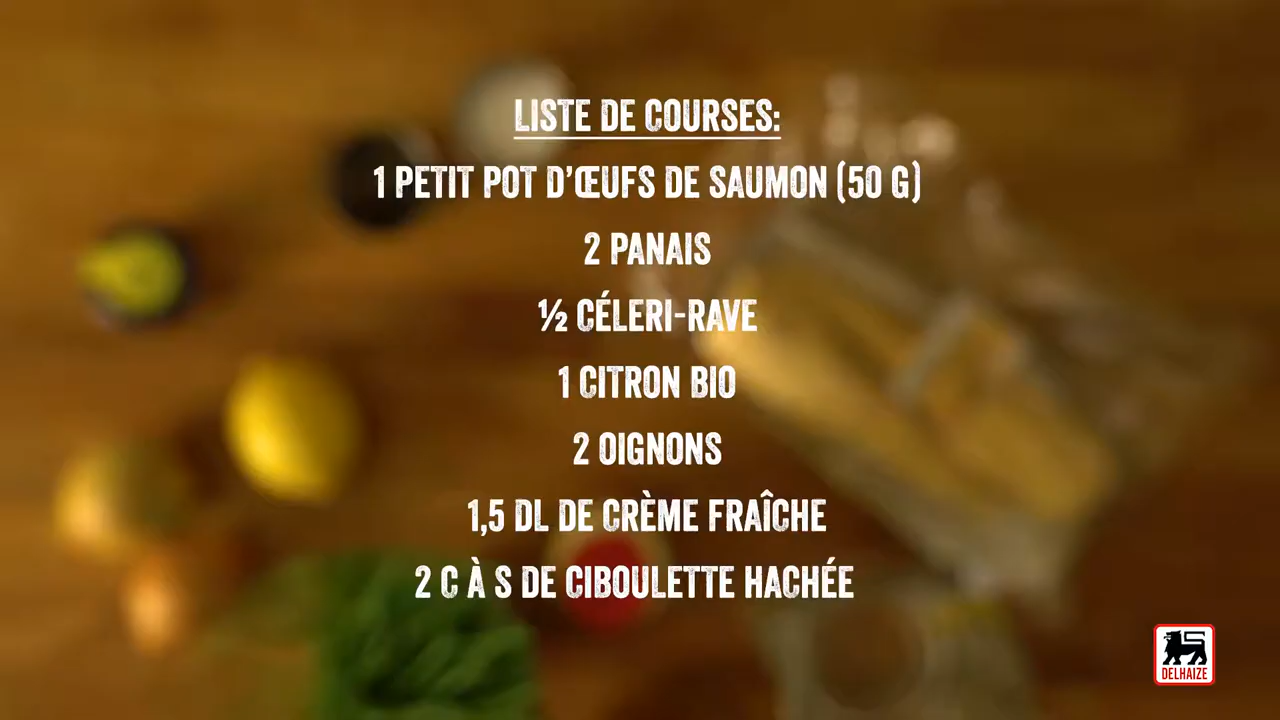 LISTE DE COURSES:
1 PETIT POT D'ŒUFS DE SAUMON (50 G)
2 PANAIS
½ CÉLERI-RAVE
1 CITRON BIO
2 OIGNONS
1,5 DL DE CRÈME FRAÎCHE
2 C À S DE CIBOULETTE HACHÉE
DELHAIZE